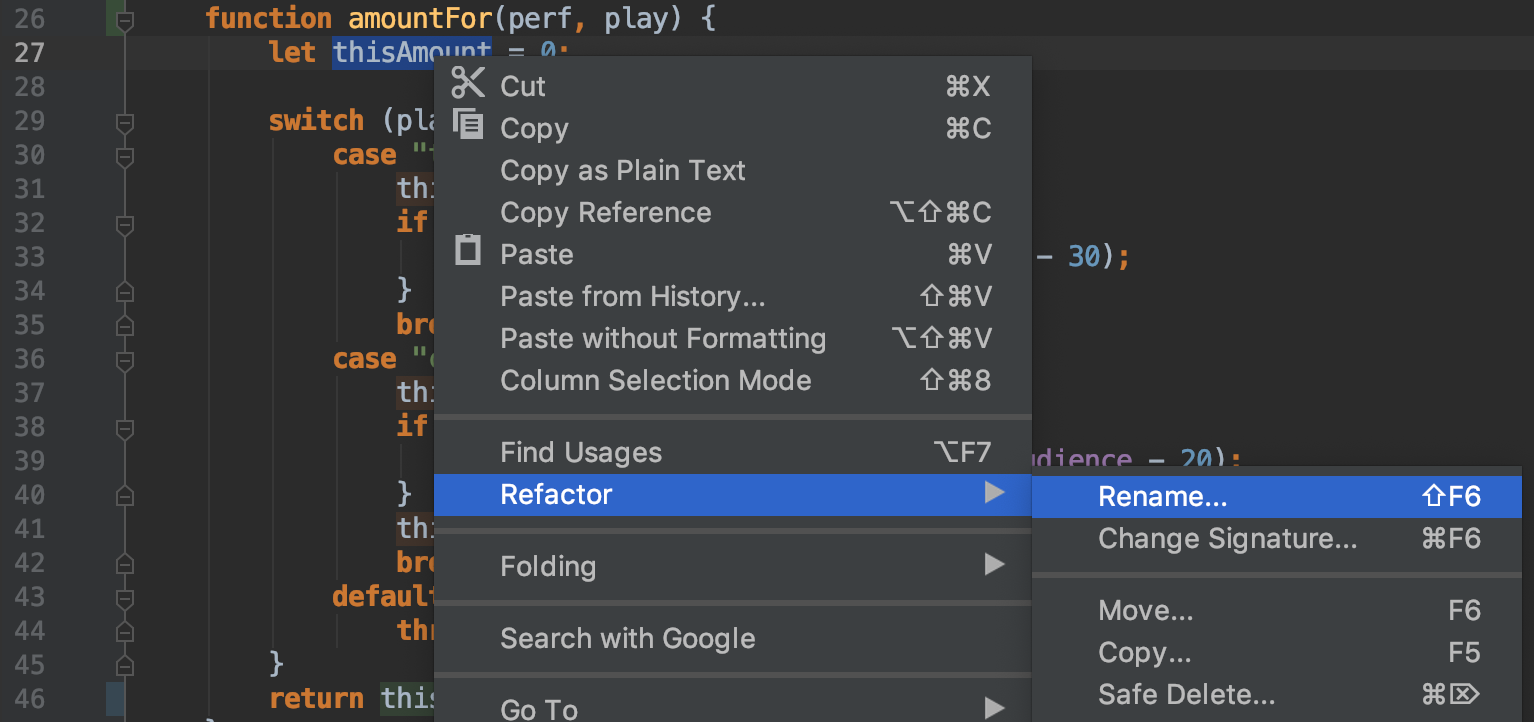 26 function amountFor(perf, play) {
27 let thisAmount = 0;
28
29 switch (pla
30 case "
31 thi
32 if
33 - 30);
34 }
35 bre
36 case "c
37 thi
38 if
39 udience - 20);
40 }
41 thi
42 bre
43 default
44 thr
45 }
46 return this
Cut ⌘X
Copy ⌘C
Copy as Plain Text
Copy Reference ⌥⇧⌘C
Paste ⌘V
Paste from History... ⇧⌘V
Paste without Formatting ⌥⇧⌘V
Column Selection Mode ⇧⌘8
Find Usages ⌥F7
Refactor
Folding
Search with Google
Go To
Rename... ⇧F6
Change Signature... ⌘F6
Move... F6
Copy... F5
Safe Delete... ⌘⌦